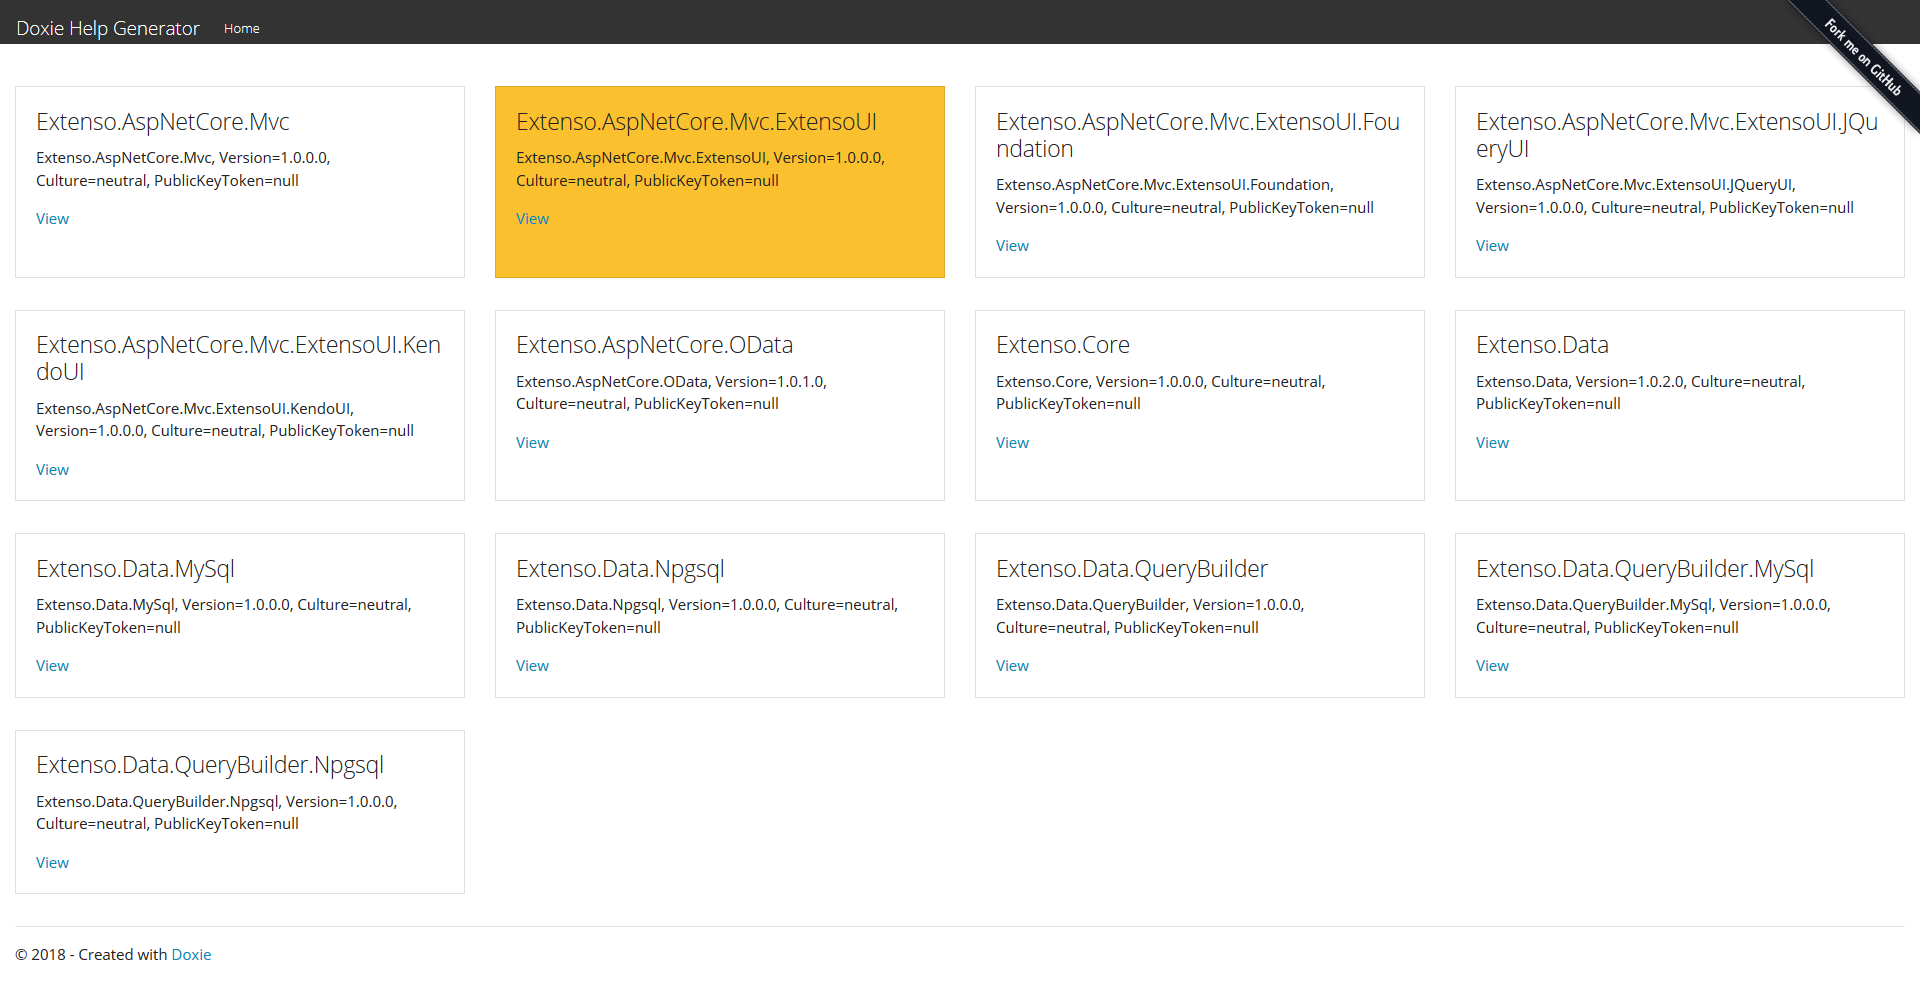 Doxie Help Generator Home
Fork me on GitHub
Extenso.AspNetCore.Mvc
Extenso.AspNetCore.Mvc, Version=1.0.0.0,
Culture=neutral, PublicKeyToken=null
View
Extenso.AspNetCore.Mvc.ExtensoUI
Extenso.AspNetCore.Mvc.ExtensoUI, Version=1.0.0.0,
Culture=neutral, PublicKeyToken=null
View
Extenso.AspNetCore.Mvc.ExtensoUI.Fou
ndation
Extenso.AspNetCore.Mvc.ExtensoUI.Foundation,
Version=1.0.0.0, Culture=neutral, PublicKeyToken=null
View
Extenso.AspNetCore.Mvc.ExtensoUI.JQu
eryUI
Extenso.AspNetCore.Mvc.ExtensoUI.JQueryUI,
Version=1.0.0.0, Culture=neutral, PublicKeyToken=null
View
Extenso.AspNetCore.Mvc.ExtensoUI.Ken
doUI
Extenso.AspNetCore.Mvc.ExtensoUI.KendoUI,
Version=1.0.0.0, Culture=neutral, PublicKeyToken=null
View
Extenso.AspNetCore.OData
Extenso.AspNetCore.OData, Version=1.0.1.0,
Culture=neutral, PublicKeyToken=null
View
Extenso.Core
Extenso.Core, Version=1.0.0.0, Culture=neutral,
PublicKeyToken=null
View
Extenso.Data
Extenso.Data, Version=1.0.2.0, Culture=neutral,
PublicKeyToken=null
View
Extenso.Data.MySql
Extenso.Data.MySql, Version=1.0.0.0, Culture=neutral,
PublicKeyToken=null
View
Extenso.Data.Npgsql
Extenso.Data.Npgsql, Version=1.0.0.0, Culture=neutral,
PublicKeyToken=null
View
Extenso.Data.QueryBuilder
Extenso.Data.QueryBuilder, Version=1.0.0.0,
Culture=neutral, PublicKeyToken=null
View
Extenso.Data.QueryBuilder.MySql
Extenso.Data.QueryBuilder.MySql, Version=1.0.0.0,
Culture=neutral, PublicKeyToken=null
View
Extenso.Data.QueryBuilder.Npgsql
Extenso.Data.QueryBuilder.Npgsql, Version=1.0.0.0,
Culture=neutral, PublicKeyToken=null
View
© 2018 - Created with Doxie